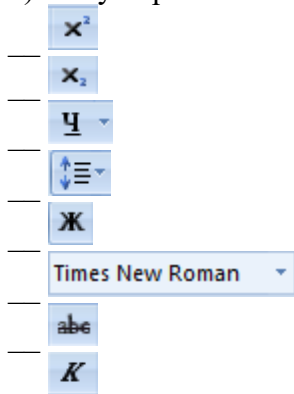 x²
x₂
Ч
Ж
Times New Roman
abc
К